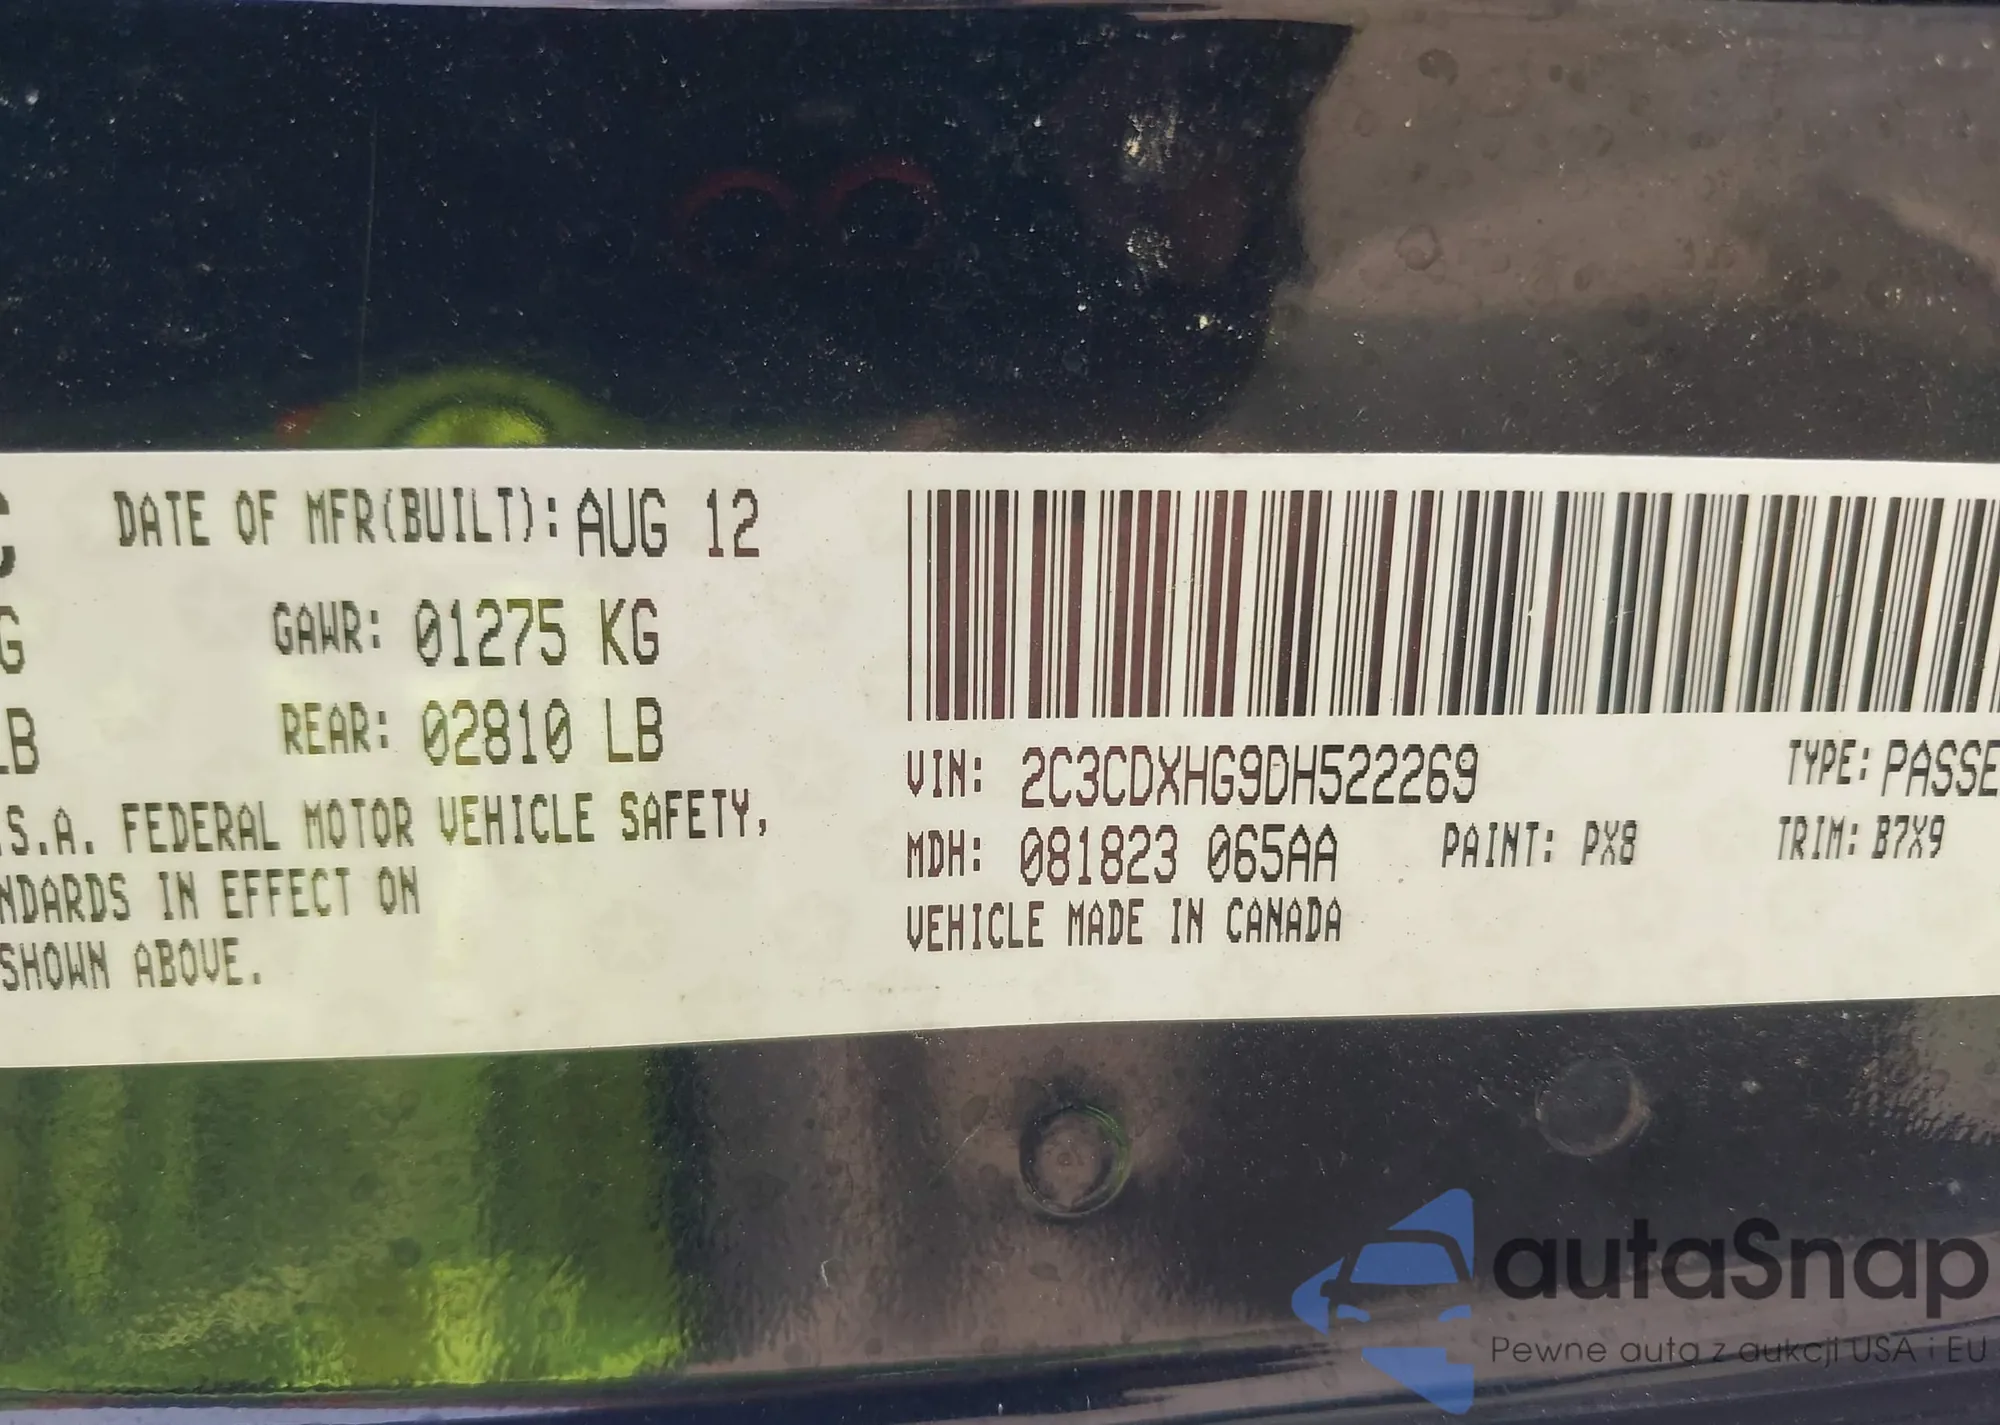 DATE OF MFR(BUILT): AUG 12
G GAWR: 01275 KG
LB REAR: 02810 LB
.S.A. FEDERAL MOTOR VEHICLE SAFETY,
NDARDS IN EFFECT ON
SHOWN ABOVE.
VIN: 2C3CDXHG9DH522269 TYPE: PASSE
MDH: 081823 065AA PAINT: PX8 TRIM: B7X9
VEHICLE MADE IN CANADA
autaSnap
Pewne auta z aukcji USA i EU